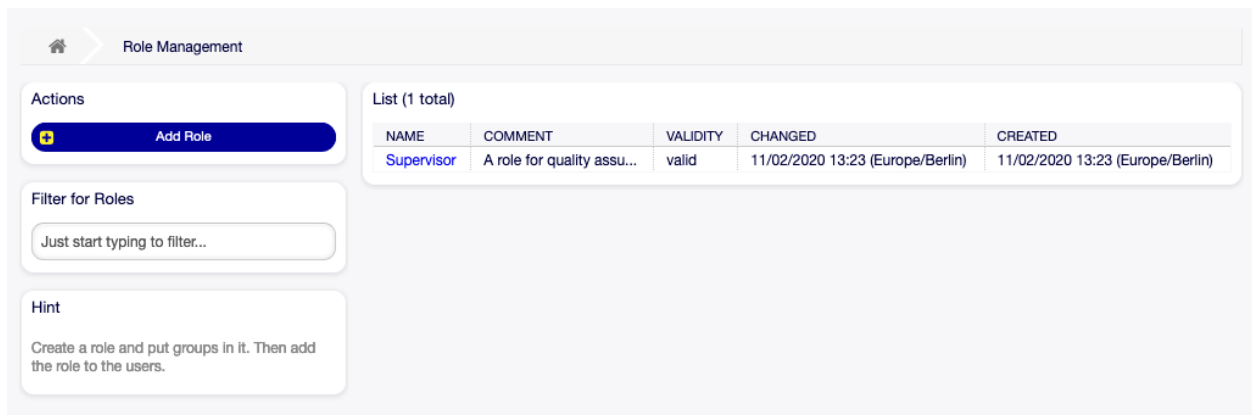 Role Management
Actions
Add Role
Filter for Roles
Just start typing to filter...
Hint
Create a role and put groups in it. Then add
the role to the users.
List (1 total)
NAME COMMENT VALIDITY CHANGED CREATED
Supervisor A role for quality assu... valid 11/02/2020 13:23 (Europe/Berlin) 11/02/2020 13:23 (Europe/Berlin)